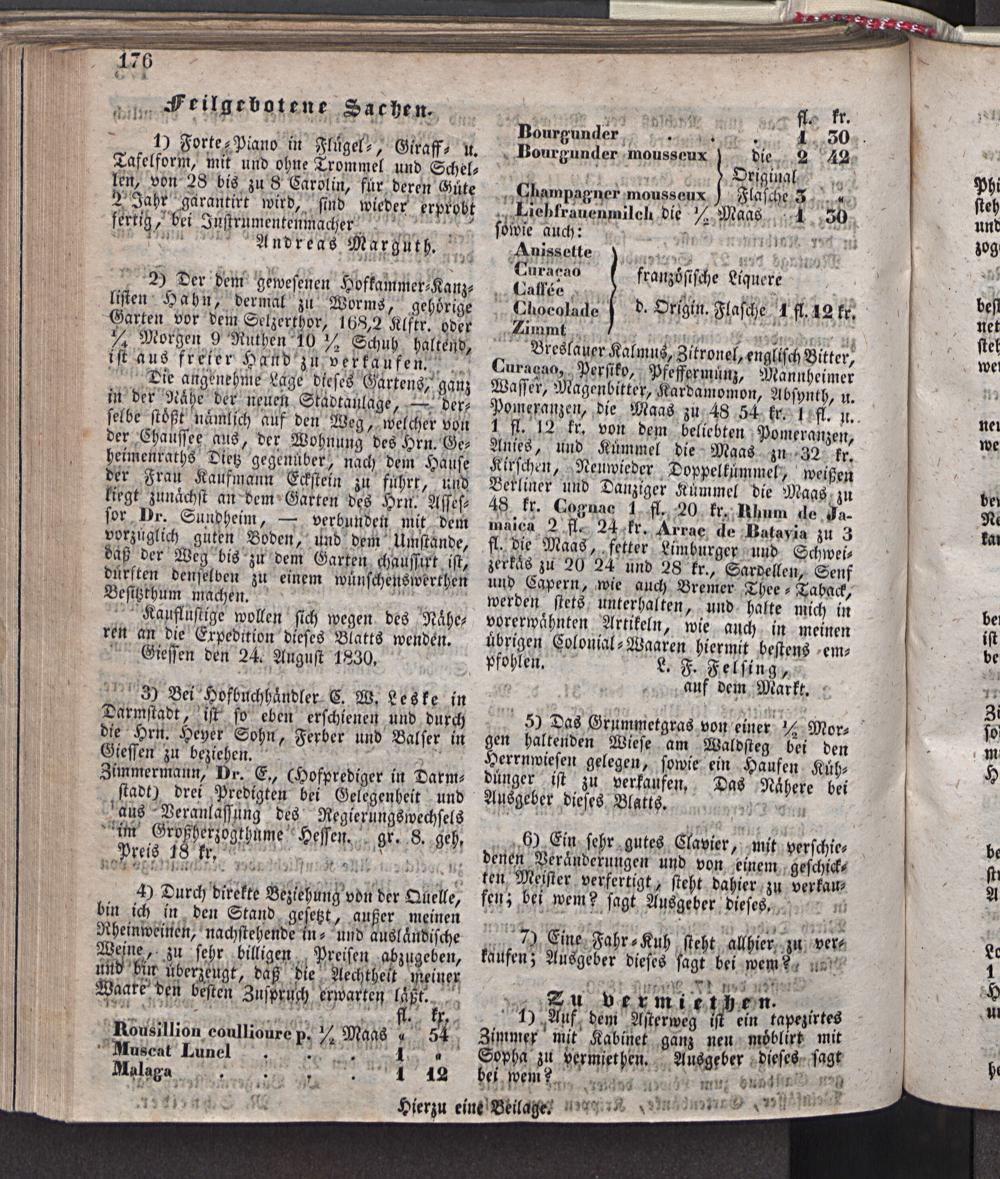 176
Feilgebotene Sachen.
1) Forte-Piano in Flügel-, Giraff- u.
Tafelform, mit und ohne Trommel und Schel-
len, von 28 bis zu 8 Carolin, für deren Güte
2 Jahr garantirt wird, sind wieder erprobt
fertig, bei Instrumentenmacher
Andreas Marguth.
2) Der dem gewesenen Hofkammer-Kanz-
listen Hahn, dermal zu Worms, gehörige
Garten vor dem Selzerthor, 168,2 Klftr. oder
1/4 Morgen 9 Ruthen 10 1/2 Schuh haltend,
ist aus freier Hand zu verkaufen.
Die angenehme Lage dieses Gartens, ganz
in der Nähe der neuen Stadtanlage, — der-
selbe stößt nämlich auf den Weg, welcher von
der Chaussee aus, der Wohnung des Hrn. Ge-
heimenraths Dietz gegenüber, nach dem Hause
der Frau Kaufmann Eckstein zu führt, und
liegt zunächst an dem Garten des Hrn. Asses-
sor Dr. Sundheim, — verbunden mit dem
vorzüglich guten Boden, und dem Umstande,
daß der Weg bis zu dem Garten chaussirt ist,
dürften denselben zu einem wünschenswerthen
Besitzthum machen.
Kauflustige wollen sich wegen des Nähe-
ren an die Expedition dieses Blatts wenden.
Giessen den 24. August 1830.
3) Bei Hofbuchhändler C. W. Leske in
Darmstadt, ist so eben erschienen und durch
die Hrn. Heyer Sohn, Ferber und Balser in
Giessen zu beziehen.
Zimmermann, Dr. E., (Hofprediger in Darm-
stadt) drei Predigten bei Gelegenheit und
aus Veranlassung des Regierungswechsels
im Großherzogthume Hessen. gr. 8. geh.
Preis 18 kr.
4) Durch direkte Beziehung von der Quelle,
bin ich in den Stand gesetzt, außer meinen
Rheinweinen, nachstehende in- und ausländische
Weine, zu sehr billigen Preisen abzugeben,
und bin überzeugt, daß die Aechtheit meiner
Waare den besten Zuspruch erwarten läßt.
fl. kr.
Rousillion coullioure p. 1/2 Maas „ 54
Muscat Lunel . . . 1 „
Malaga . . . 1 12
fl. kr.
Bourgunder . . . 1 30
Bourgunder mousseux } die 2 42
Original
Champagner mousseux } Flasche 3 „
Liebfrauenmilch die 1/2 Maas 1 30
sowie auch:
Anissette
Curacao } französische Liquere
Caffée
Chocolade } d. Origin. Flasche 1 fl. 12 kr.
Zimmt
Breslauer Kalmus, Zitronel, englisch Bitter,
Curaçao, Persiko, Pfeffermünz, Mannheimer
Wasser, Magenbitter, Kardamomon, Absynth, u.
Pomeranzen, die Maas zu 48 54 kr. 1 fl. u.
1 fl. 12 kr. von dem beliebten Pomeranzen,
Anies, und Kümmel die Maas zu 32 kr.
Kirschen, Neuwieder Doppelkümmel, weißen
Berliner und Danziger Kümmel die Maas zu
48 kr. Cognac 1 fl. 20 kr. Rhum de Ja-
maica 2 fl. 24 kr. Arrac de Batavia zu 3
fl. die Maas, fetter Limburger und Schwei-
zerkäs zu 20 24 und 28 kr., Sardellen, Senf
und Capern, wie auch Bremer Thee-Taback,
werden stets unterhalten, und halte mich in
vorerwähnten Artikeln, wie auch in meinen
übrigen Colonial-Waaren hiermit bestens em-
pfohlen. L. F. Felsing,
auf dem Markt.
5) Das Grummetgras von einer 1/2 Mor-
gen haltenden Wiese am Waldsteg bei den
Herrnwiesen gelegen, sowie ein Haufen Küh-
dünger ist zu verkaufen. Das Nähere bei
Ausgeber dieses Blatts.
6) Ein sehr gutes Clavier, mit verschie-
denen Veränderungen und von einem geschick-
ten Meister verfertigt, steht dahier zu verkau-
fen; bei wem? sagt Ausgeber dieses.
7) Eine Fahr-Kuh steht allhier zu ver-
kaufen; Ausgeber dieses sagt bei wem?
Zu vermiethen.
1) Auf dem Asterweg ist ein tapezirtes
Zimmer mit Kabinet ganz neu möblirt mit
Sopha zu vermiethen. Ausgeber dieses sagt
bei wem?
Hierzu eine Beilage.